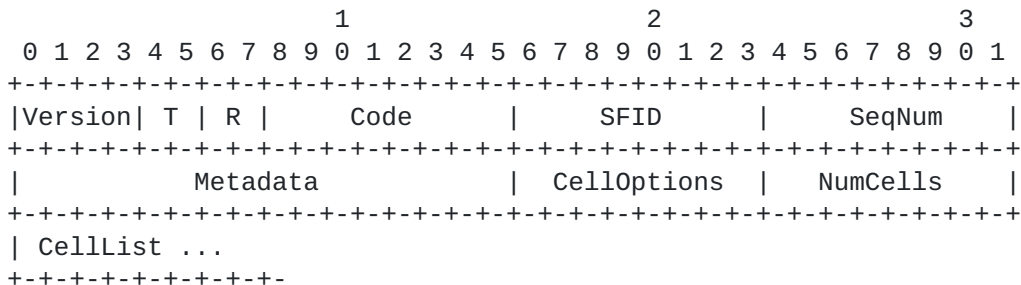 1                   2                   3
 0 1 2 3 4 5 6 7 8 9 0 1 2 3 4 5 6 7 8 9 0 1 2 3 4 5 6 7 8 9 0 1
+-+-+-+-+-+-+-+-+-+-+-+-+-+-+-+-+-+-+-+-+-+-+-+-+-+-+-+-+-+-+-+-+
|Version| T | R |     Code      |     SFID      |     SeqNum    |
+-+-+-+-+-+-+-+-+-+-+-+-+-+-+-+-+-+-+-+-+-+-+-+-+-+-+-+-+-+-+-+-+
|           Metadata            |  CellOptions  |   NumCells    |
+-+-+-+-+-+-+-+-+-+-+-+-+-+-+-+-+-+-+-+-+-+-+-+-+-+-+-+-+-+-+-+-+
| CellList ...
+-+-+-+-+-+-+-+-+-